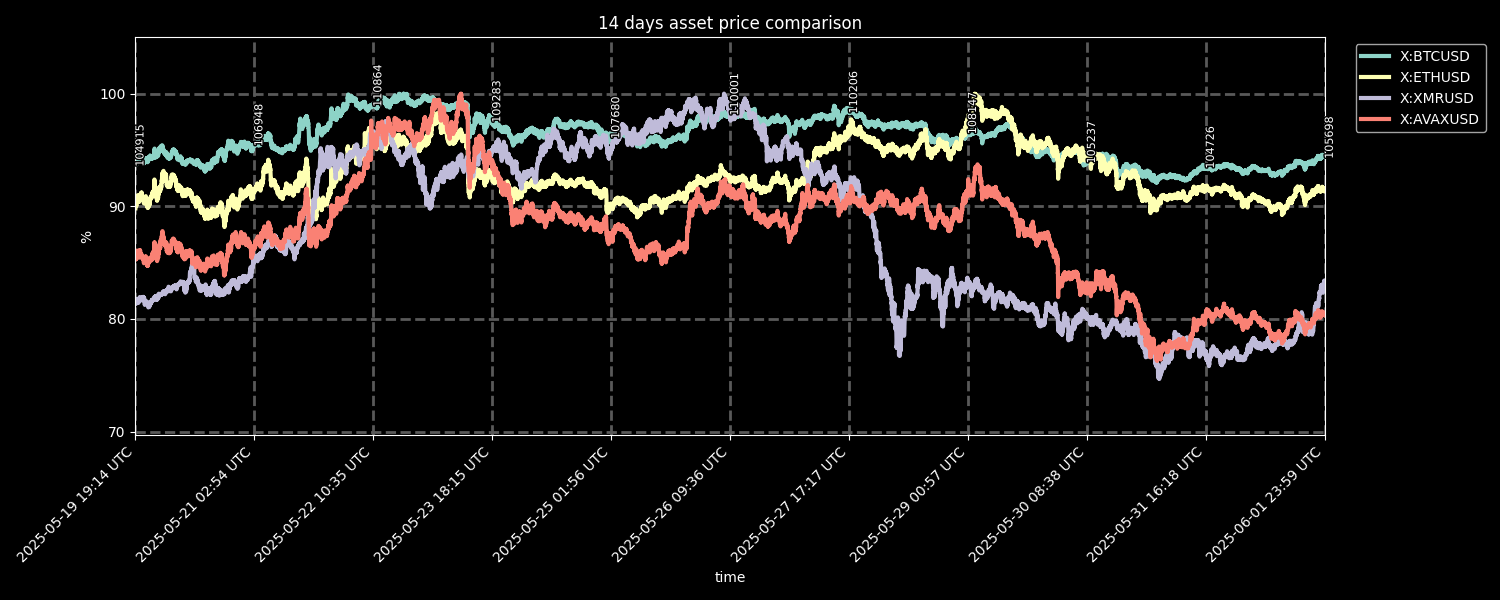 14 days asset price comparison
X:BTCUSD
X:ETHUSD
X:XMRUSD
X:AVAXUSD
100
90
80
70
%
104915
106948
110864
109283
107680
110001
110206
108147
105237
104726
105698
2025-05-19 19:14 UTC
2025-05-21 02:54 UTC
2025-05-22 10:35 UTC
2025-05-23 18:15 UTC
2025-05-25 01:56 UTC
2025-05-26 09:36 UTC
2025-05-27 17:17 UTC
2025-05-29 00:57 UTC
2025-05-30 08:38 UTC
2025-05-31 16:18 UTC
2025-06-01 23:59 UTC
time